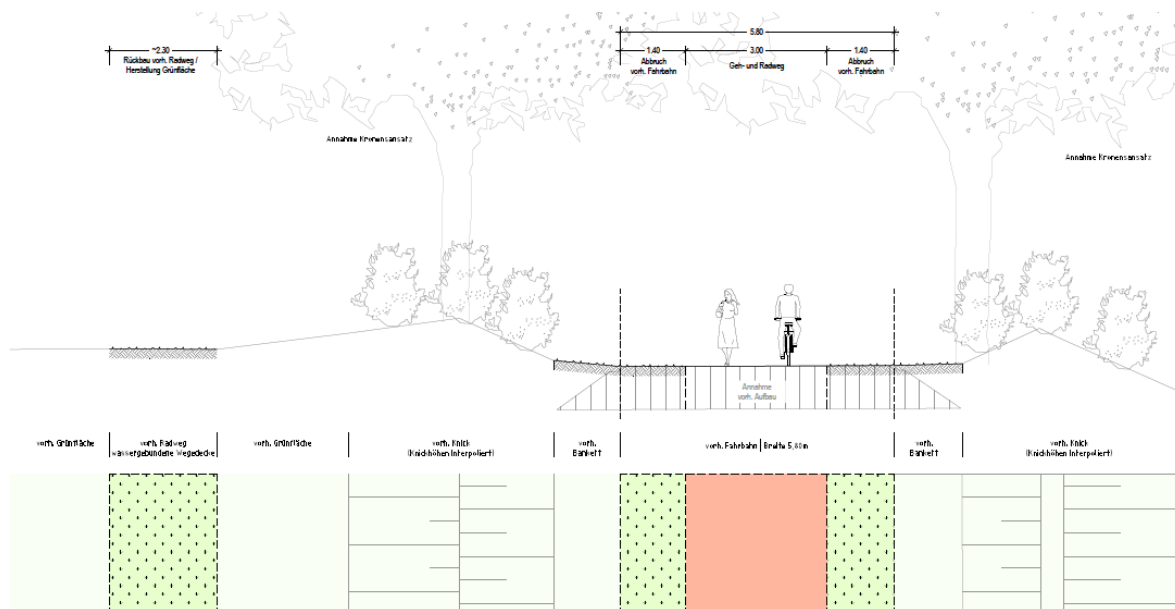 5.80
~2.30
1.40
3.00
1.40
Rückbau vorh. Radweg /
Herstellung Grünfläche
Abbruch
vorh. Fahrbahn
Geh- und Radweg
Abbruch
vorh. Fahrbahn
Annahme Kronensansatz
Annahme Kronensansatz
Annahme
vorh. Aufbau
vorh. Grünfläche
vorh. Radweg
wassergebundene Wegedecke
vorh. Grünfläche
vorh. Knick
(Knickhöhen Interpoliert)
vorh.
Bankett
vorh. Fahrbahn | Breite 5,80m
vorh.
Bankett
vorh. Knick
(Knickhöhen Interpoliert)